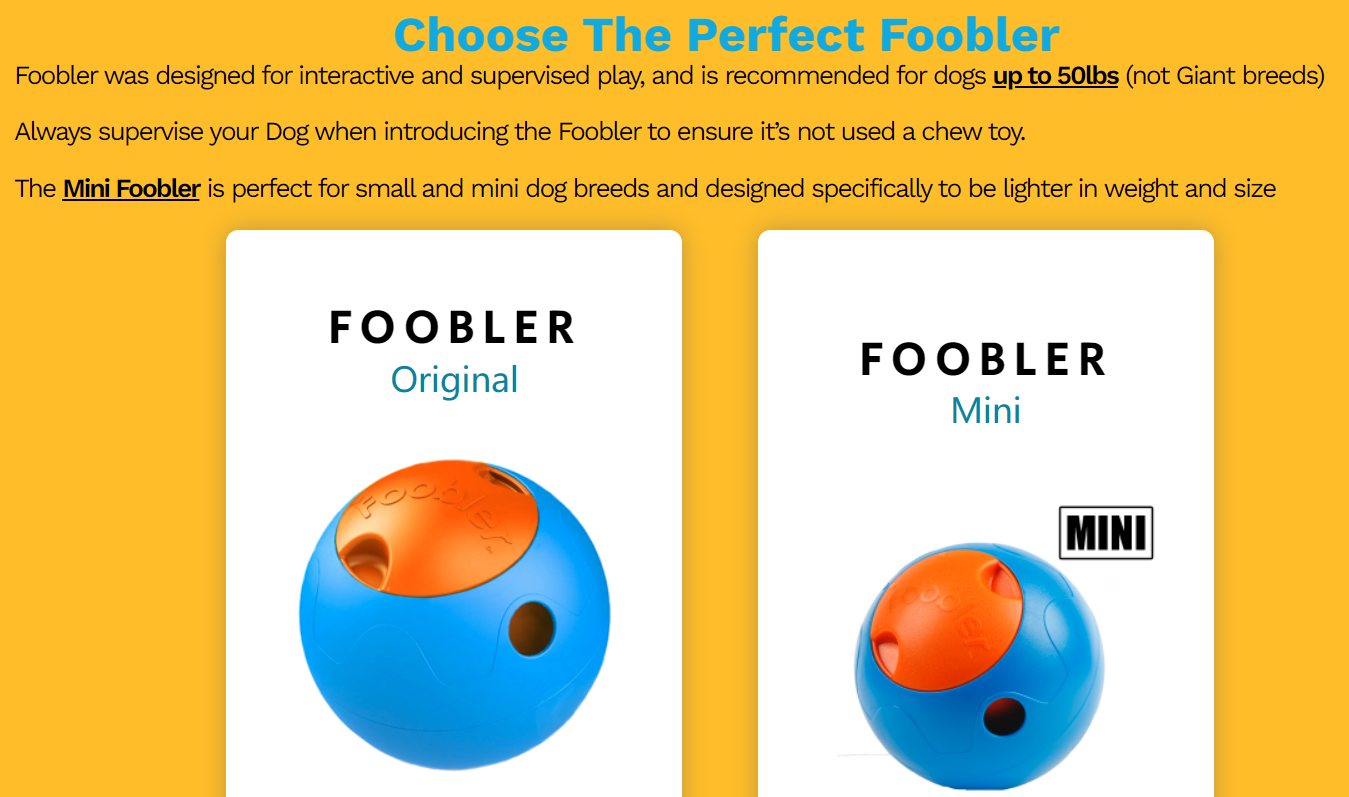 Choose The Perfect Foobler
Foobler was designed for interactive and supervised play, and is recommended for dogs up to 50lbs (not Giant breeds)
Always supervise your Dog when introducing the Foobler to ensure it’s not used a chew toy.
The Mini Foobler is perfect for small and mini dog breeds and designed specifically to be lighter in weight and size
FOOBLER
Original
Foobler
FOOBLER
Mini
MINI
Foobler